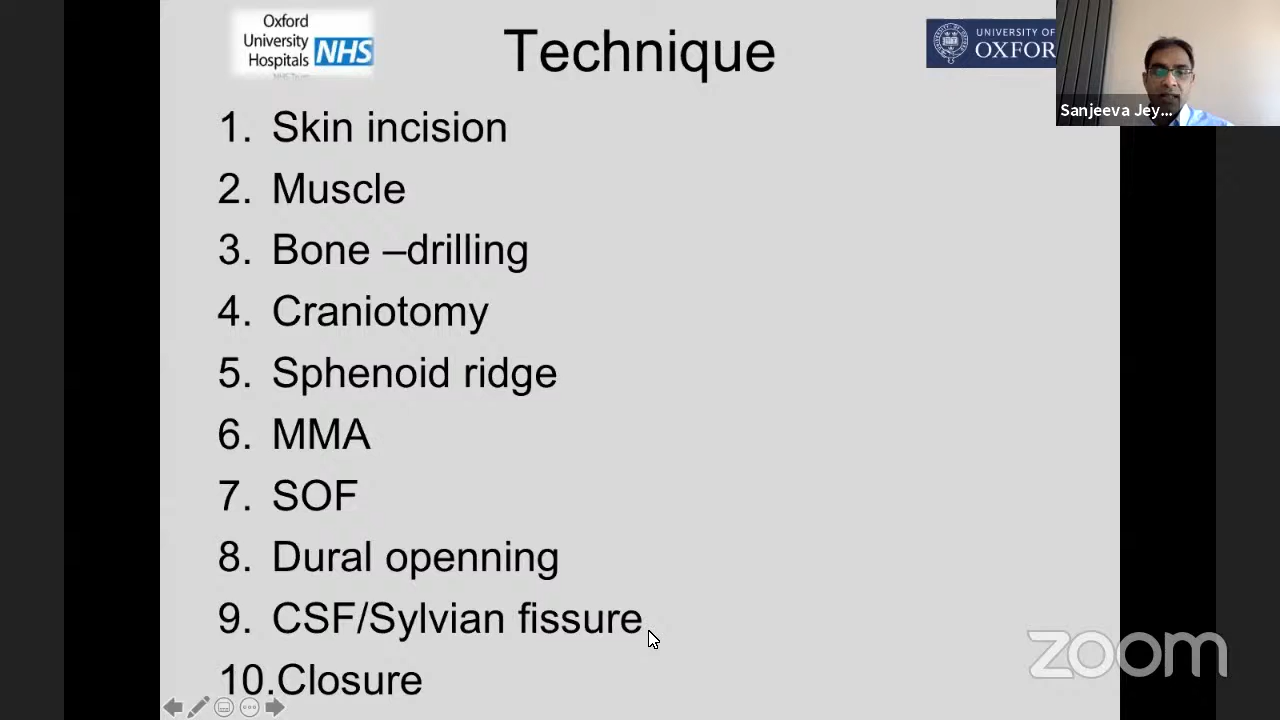 Oxford
University
Hospitals NHS
Technique
UNIVERSITY OF
OXFOR
Sanjeeva Jey...
1. Skin incision
2. Muscle
3. Bone –drilling
4. Craniotomy
5. Sphenoid ridge
6. MMA
7. SOF
8. Dural openning
9. CSF/Sylvian fissure
10.Closure
zoom